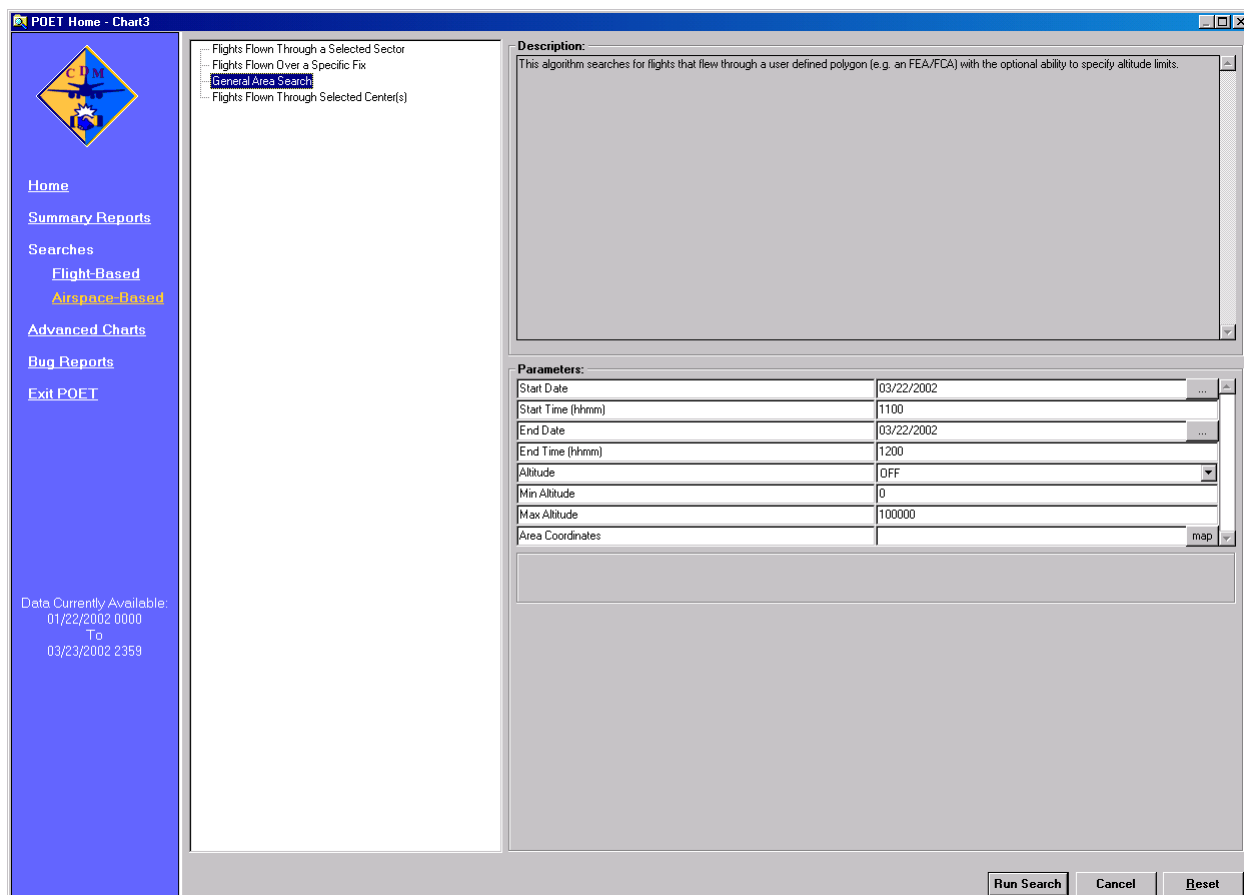 POET Home - Chart3
CDM
Home
Summary Reports
Searches
Flight-Based
Airspace-Based
Advanced Charts
Bug Reports
Exit POET
Data Currently Available:
01/22/2002 0000
To
03/23/2002 2359
Flights Flown Through a Selected Sector
Flights Flown Over a Specific Fix
General Area Search
Flights Flown Through Selected Center(s)
Description:
This algorithm searches for flights that flew through a user defined polygon (e.g. an FEA/FCA) with the optional ability to specify altitude limits.
Parameters:
Start Date 03/22/2002 ...
Start Time (hhmm) 1100
End Date 03/22/2002 ...
End Time (hhmm) 1200
Altitude OFF
Min Altitude 0
Max Altitude 100000
Area Coordinates map
Run Search Cancel Reset